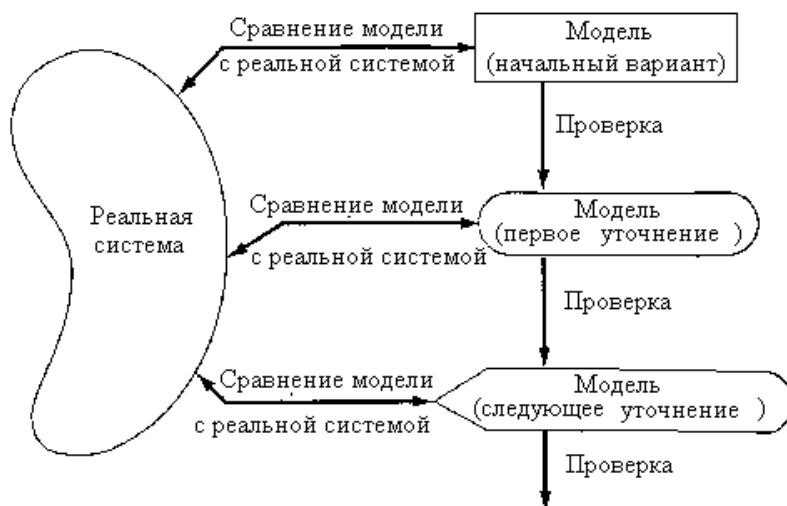 Сравнение модели
с реальной системой
Модель
(начальный вариант)
Проверка
Реальная
система
Сравнение модели
с реальной системой
Модель
(первое уточнение )
Проверка
Сравнение модели
с реальной системой
Модель
(следующее уточнение )
Проверка